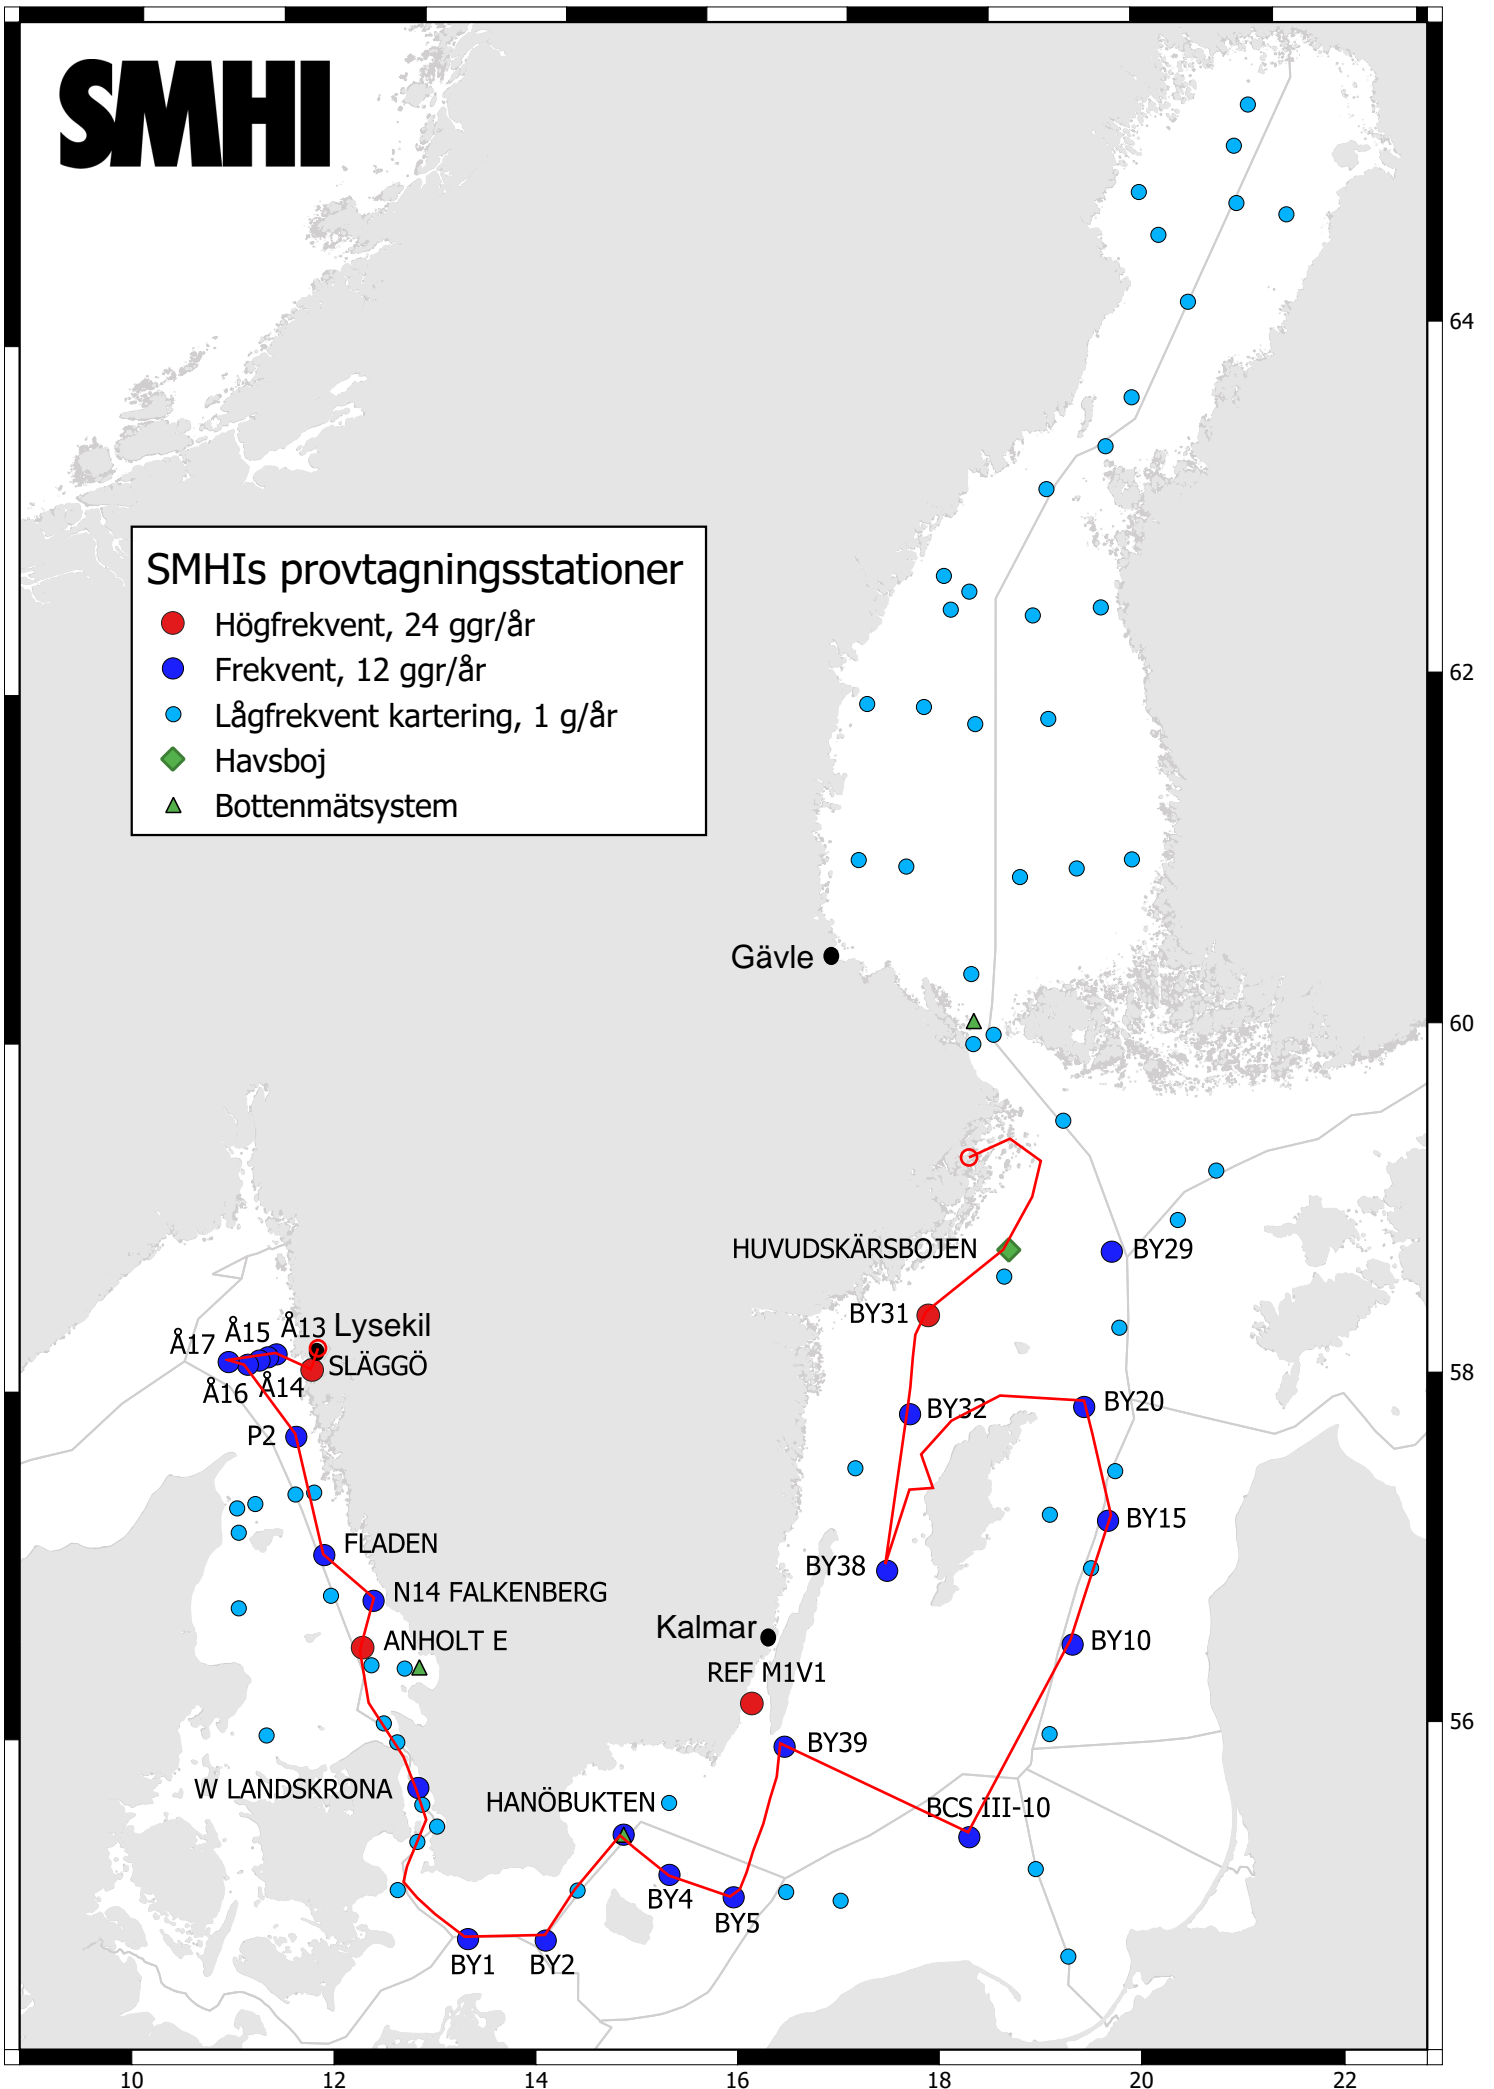 SMHI
64
SMHIs provtagningsstationer
Högfrekvent, 24 ggr/år
Frekvent, 12 ggr/år
62
Lågfrekvent kartering, 1 g/år
Havsboj
Bottenmätsystem
Gävle
60
HUVUDSKÄRSBOJEN
BY29
BY31
Å17
Å15
Å13
Lysekil
SLÄGGÖ
Å16
Å14
58
BY32
BY20
P2
BY15
FLADEN
BY38
N14 FALKENBERG
Kalmar
ANHOLT E
BY10
REF M1V1
56
BY39
W LANDSKRONA
HANÖBUKTEN
BCS III-10
BY4
BY5
BY1
BY2
10
12
14
16
18
20
22